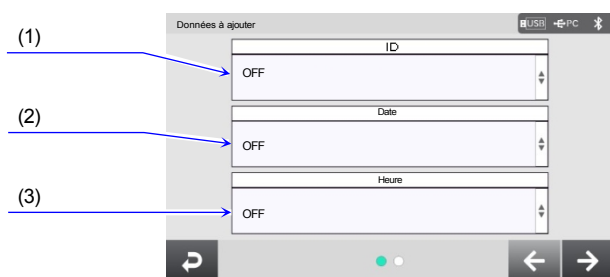 Données à ajouter
USB PC
(1)
ID
OFF
(2)
Date
OFF
(3)
Heure
OFF